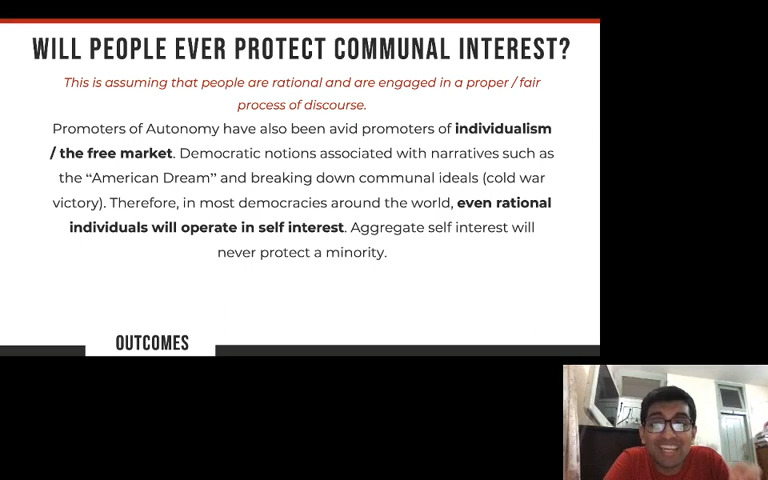 WILL PEOPLE EVER PROTECT COMMUNAL INTEREST?
This is assuming that people are rational and are engaged in a proper / fair
process of discourse.
Promoters of Autonomy have also been avid promoters of individualism
/ the free market. Democratic notions associated with narratives such as
the “American Dream” and breaking down communal ideals (cold war
victory). Therefore, in most democracies around the world, even rational
individuals will operate in self interest. Aggregate self interest will
never protect a minority.
OUTCOMES